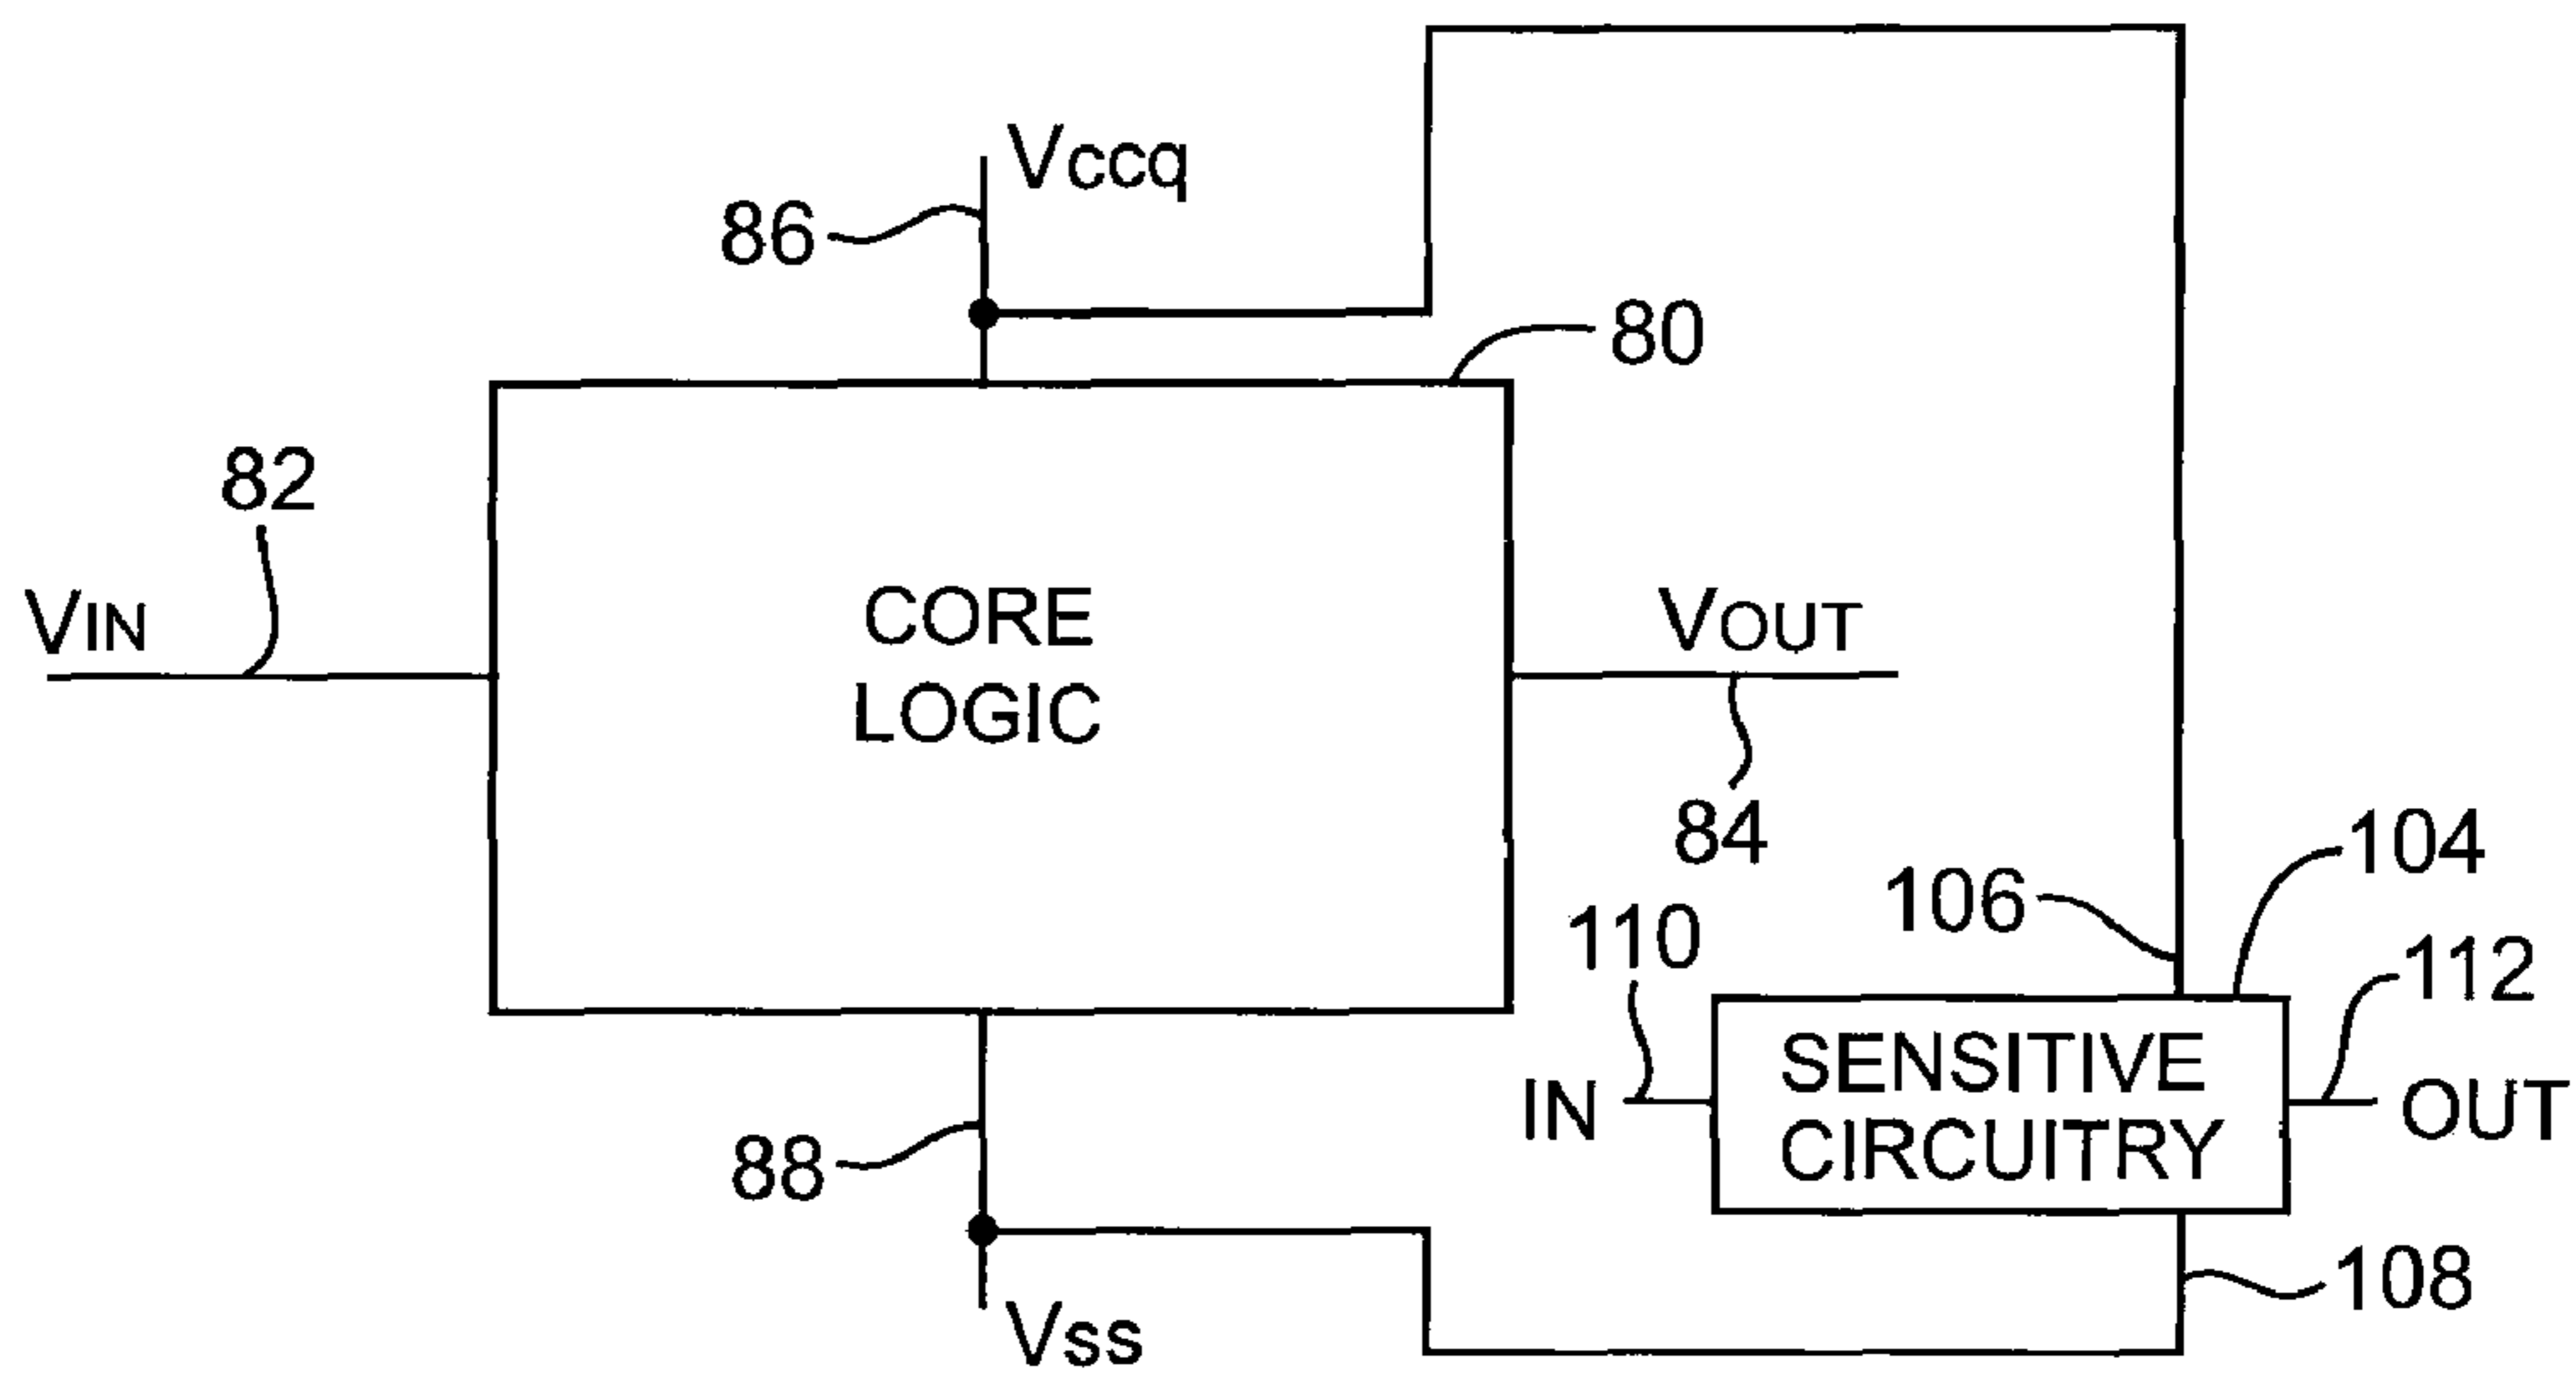 Vccq
86
80
82
VIN
CORE
LOGIC
VOUT
84
104
106
110
112
SENSITIVE
CIRCUITRY
IN
OUT
88
108
Vss